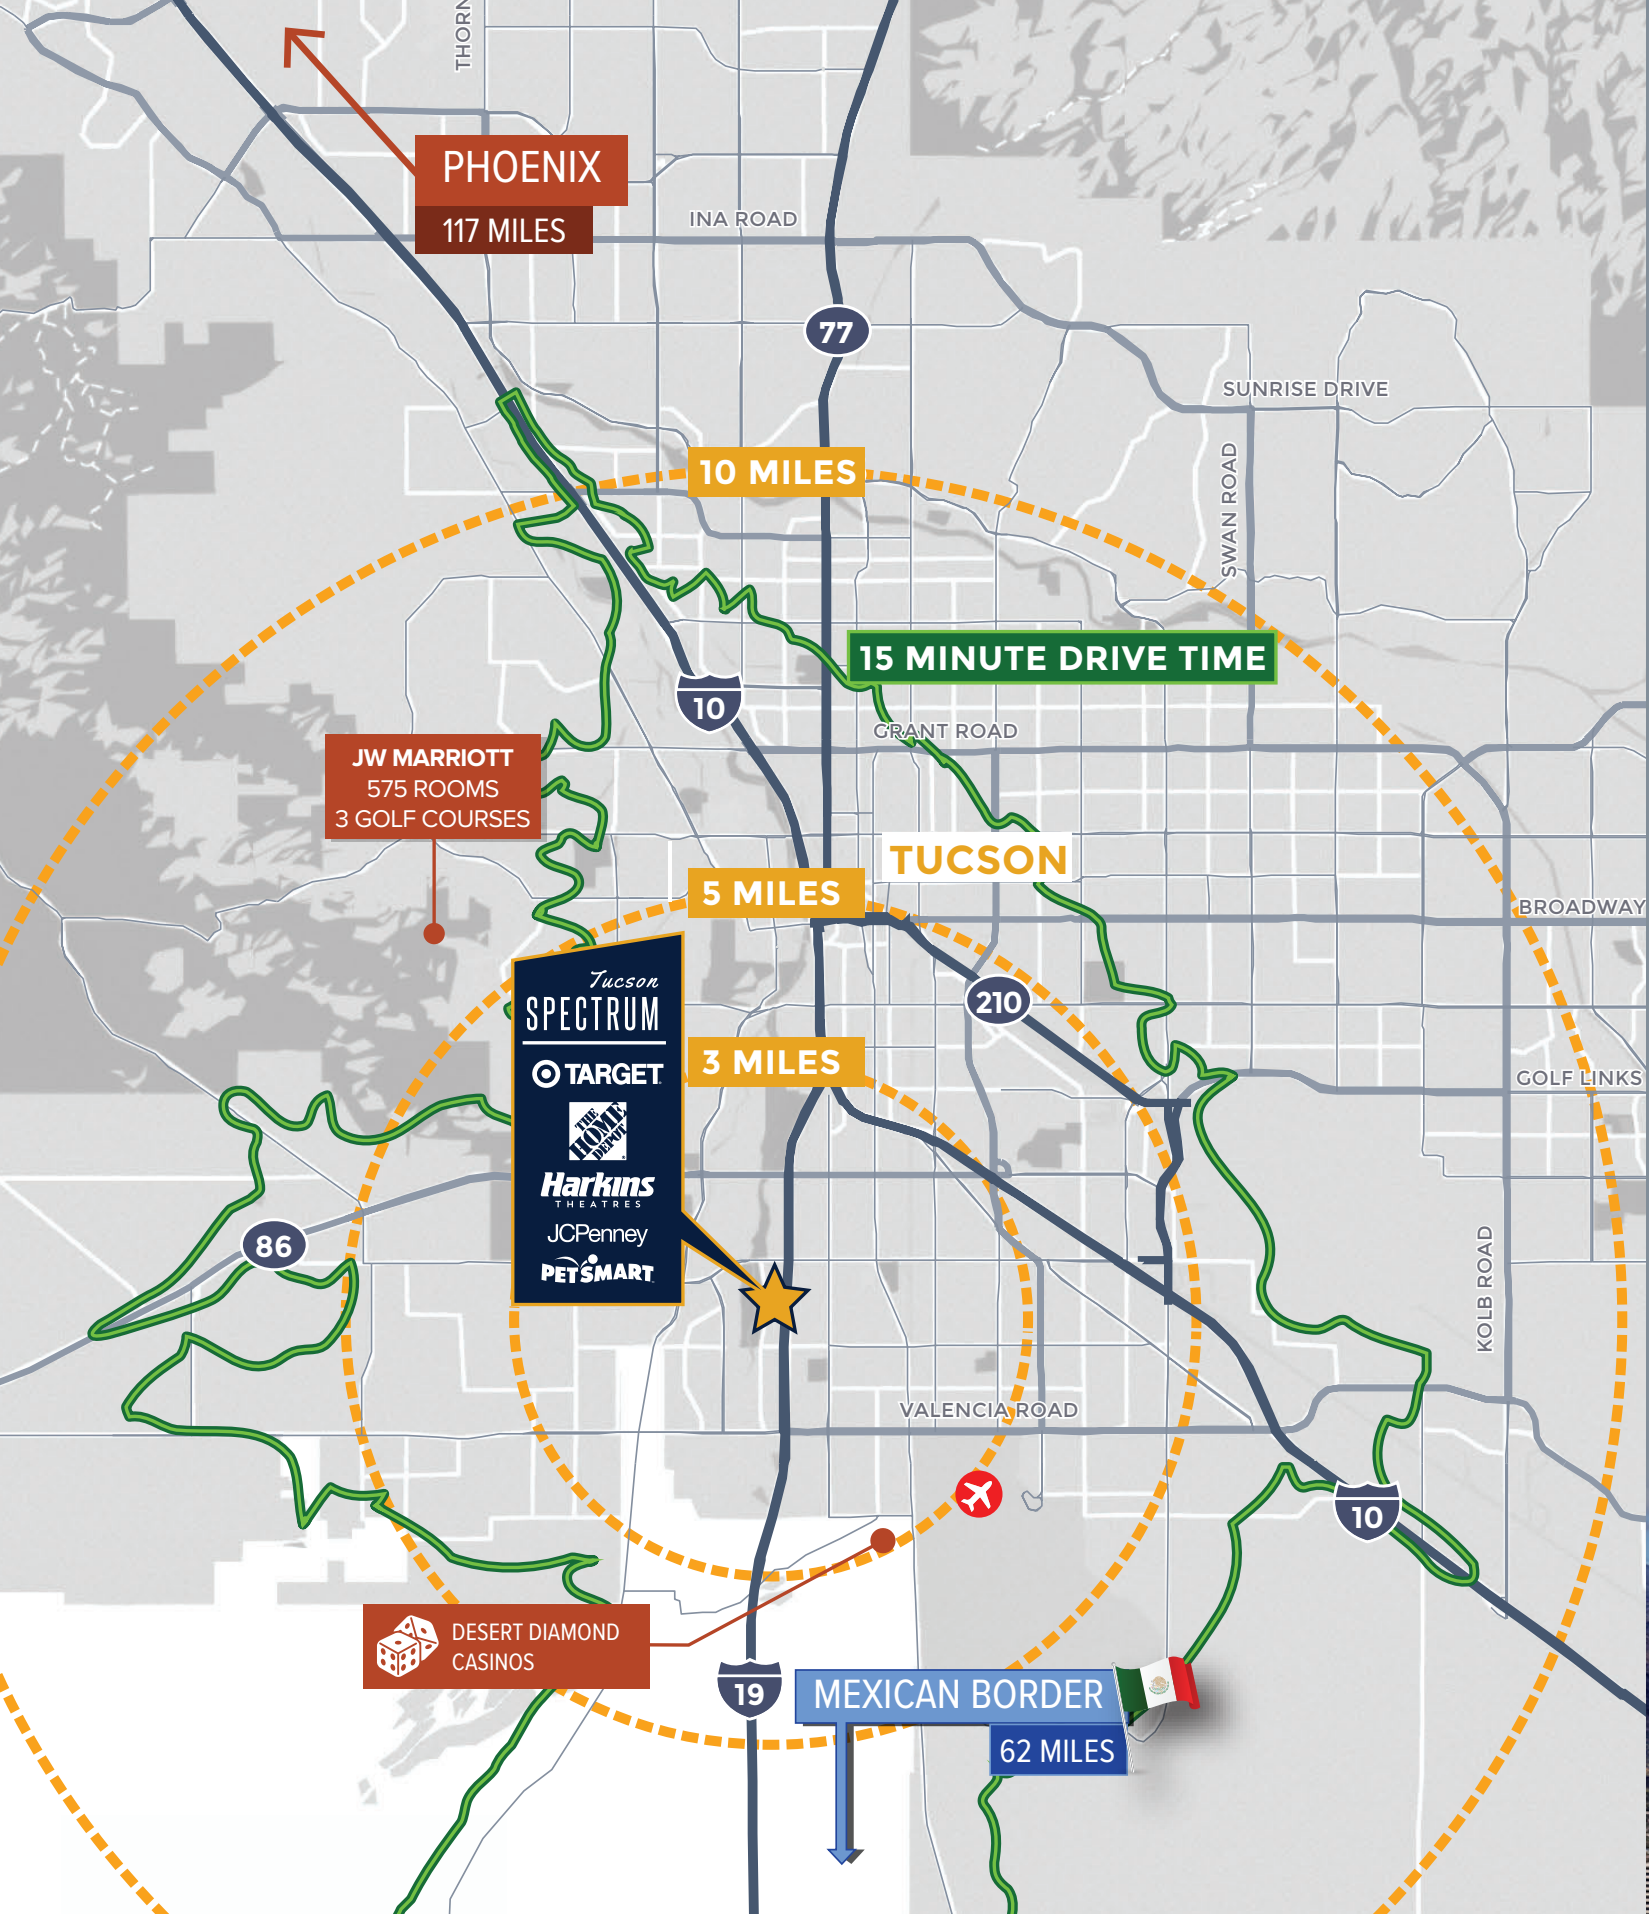 THORN
PHOENIX
117 MILES
INA ROAD
77
SUNRISE DRIVE
SWAN ROAD
10 MILES
15 MINUTE DRIVE TIME
10
GRANT ROAD
JW MARRIOTT
575 ROOMS
3 GOLF COURSES
TUCSON
5 MILES
BROADWAY
Tucson
SPECTRUM
210
3 MILES
TARGET
GOLF LINKS
THE
HOME
DEPOT
Harkins
THEATRES
JCPenney
PETSMART
86
KOLB ROAD
VALENCIA ROAD
10
DESERT DIAMOND
CASINOS
19
MEXICAN BORDER
62 MILES